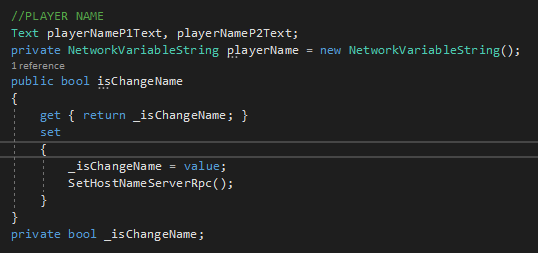 //PLAYER NAME
Text playerNameP1Text, playerNameP2Text;
private NetworkVariableString playerName = new NetworkVariableString();
1 reference
public bool isChangeName
{
get { return _isChangeName; }
set
{
_isChangeName = value;
SetHostNameServerRpc();
}
}
private bool _isChangeName;